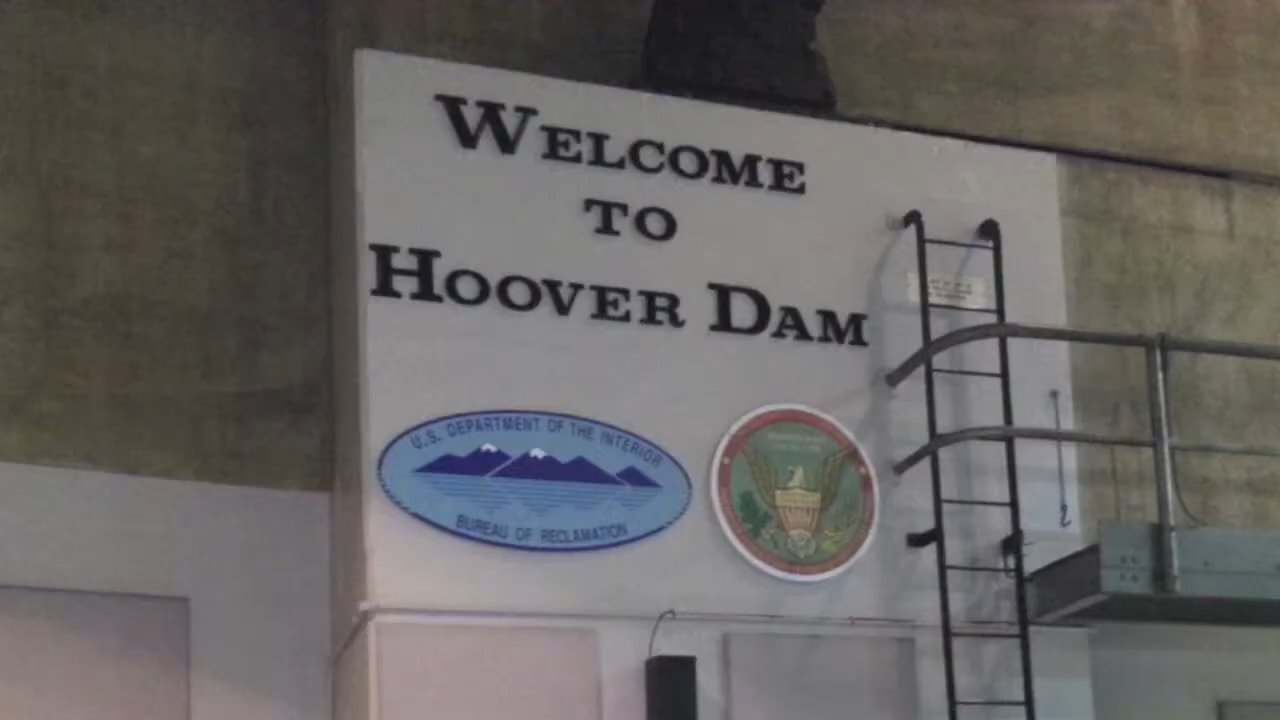 WELCOME
TO
HOOVER DAM
U.S. DEPARTMENT OF THE INTERIOR
BUREAU OF RECLAMATION